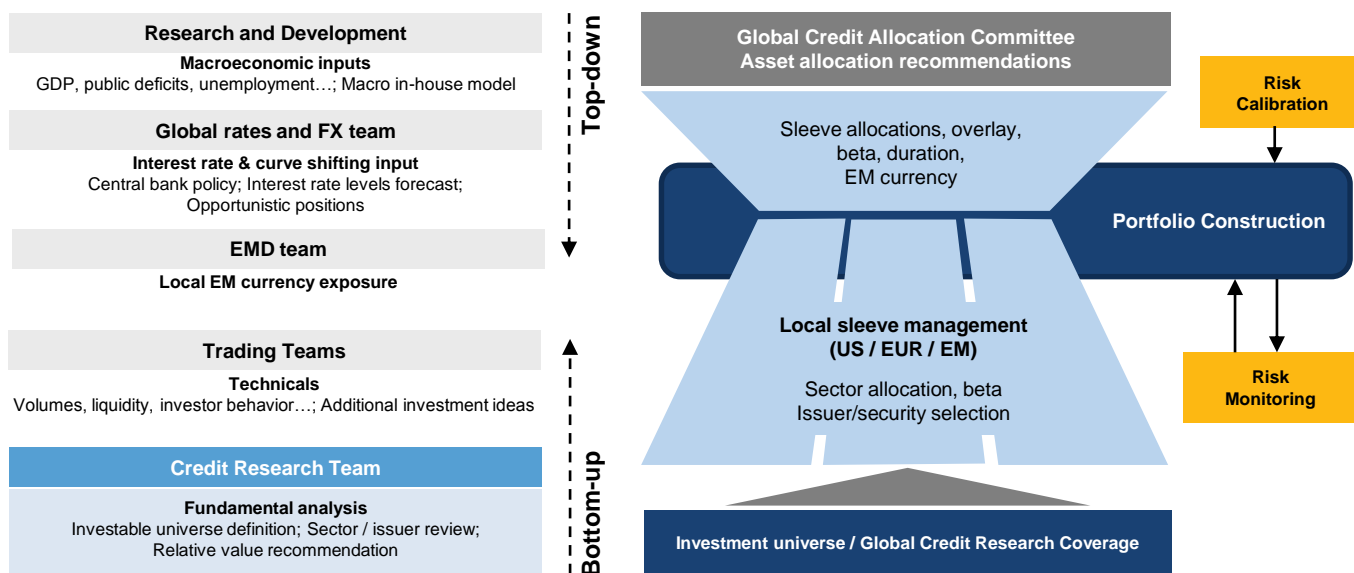 Research and Development
Macroeconomic inputs
GDP, public deficits, unemployment…; Macro in-house model
Global rates and FX team
Interest rate & curve shifting input
Central bank policy; Interest rate levels forecast;
Opportunistic positions
EMD team
Local EM currency exposure
Top-down
Trading Teams
Technicals
Volumes, liquidity, investor behavior…; Additional investment ideas
Credit Research Team
Fundamental analysis
Investable universe definition; Sector / issuer review;
Relative value recommendation
Bottom-up
Global Credit Allocation Committee
Asset allocation recommendations
Sleeve allocations, overlay,
beta, duration,
EM currency
Risk
Calibration
Portfolio Construction
Local sleeve management
(US / EUR / EM)
Sector allocation, beta
Issuer/security selection
Risk
Monitoring
Investment universe / Global Credit Research Coverage